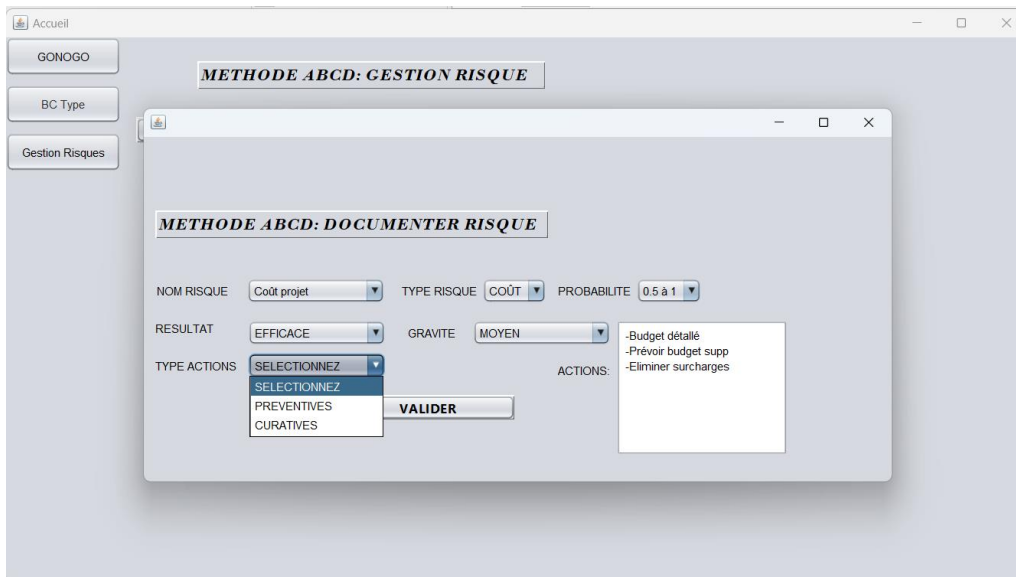 Accueil
GONOGO
METHODE ABCD: GESTION RISQUE
BC Type
Gestion Risques
METHODE ABCD: DOCUMENTER RISQUE
NOM RISQUE Coût projet TYPE RISQUE COÛT PROBABILITE 0.5 à 1
RESULTAT EFFICACE GRAVITE MOYEN
TYPE ACTIONS SELECTIONNEZ
SELECTIONNEZ
PREVENTIVES
CURATIVES
VALIDER
ACTIONS:
-Budget détallé
-Prévoir budget supp
-Eliminer surcharges